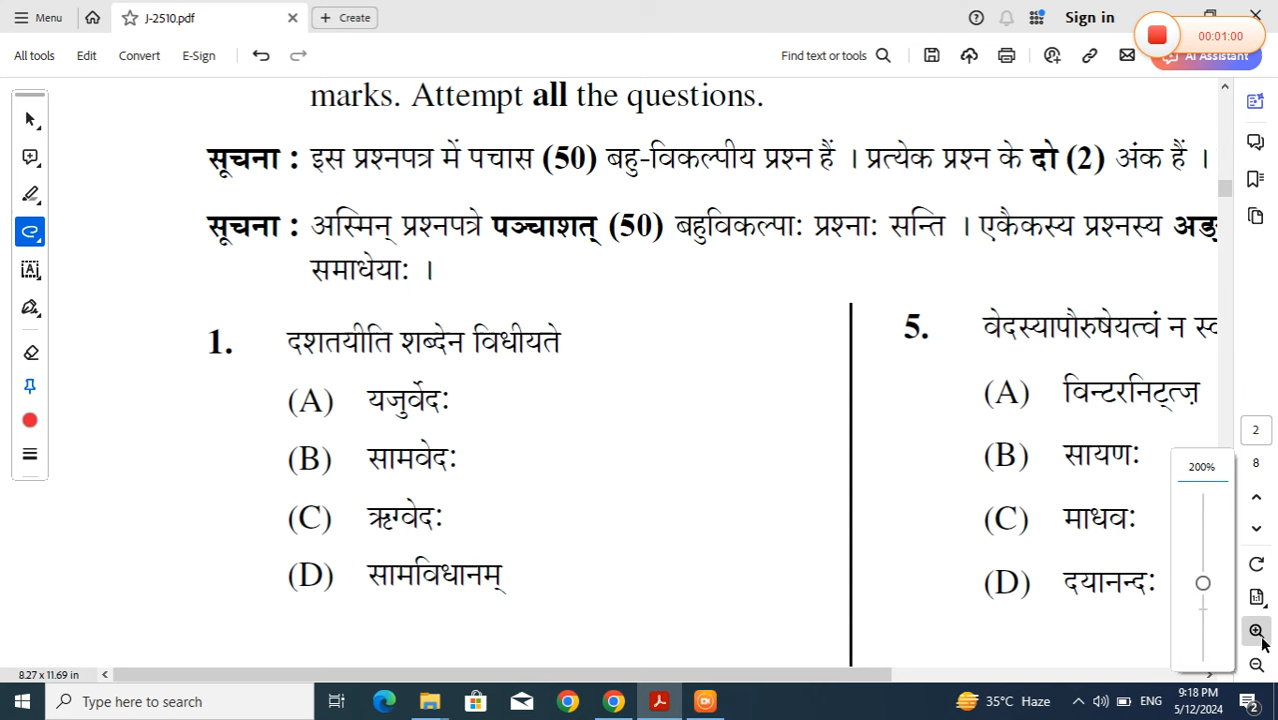 Menu
J-2510.pdf
Create
Sign in
00:01:00
All tools
Edit
Convert
E-Sign
Find text or tools
AI Assistant
marks. Attempt all the questions.
सूचना : इस प्रश्नपत्र में पचास (50) बहु-विकल्पीय प्रश्न हैं । प्रत्येक प्रश्न के दो (2) अंक हैं ।
सूचना : अस्मिन् प्रश्नपत्रे पञ्चाशत् (50) बहुविकल्पाः प्रश्नाः सन्ति । एकैकस्य प्रश्नस्य
समाधेयाः ।
1. दशतयीति शब्देन विधीयते
(A) यजुर्वेदः
(B) सामवेदः
(C) ऋग्वेदः
(D) सामविधानम्
5. वेदस्यापौरुषेयत्वं न
(A) विन्टरनिट्त्ज़
(B) सायणः
(C) माधवः
(D) दयानन्दः
2
8
200%
8.27 x 11.69 in
Type here to search
35°C Haze
ENG
9:18 PM
5/12/2024
2